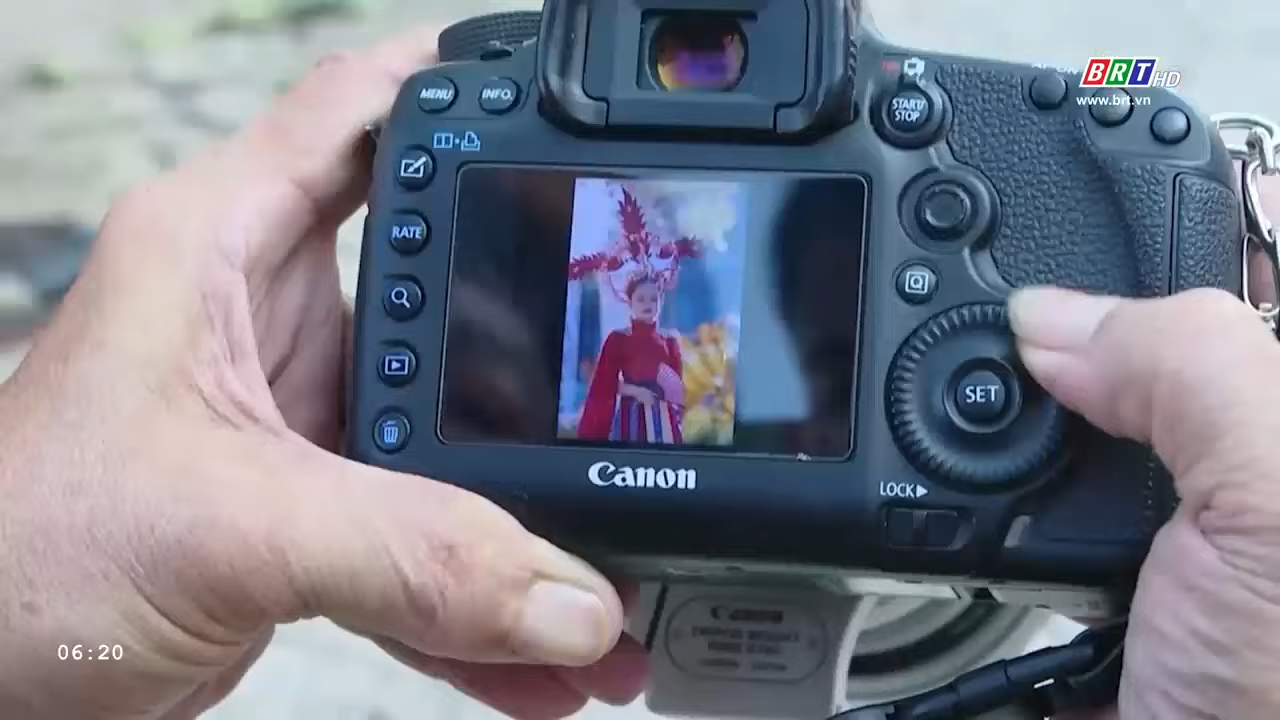 BRT HD
www.brt.vn
MENU
INFO.
START/
STOP
RATE
Q
SET
Canon
LOCK
Canon
06:20